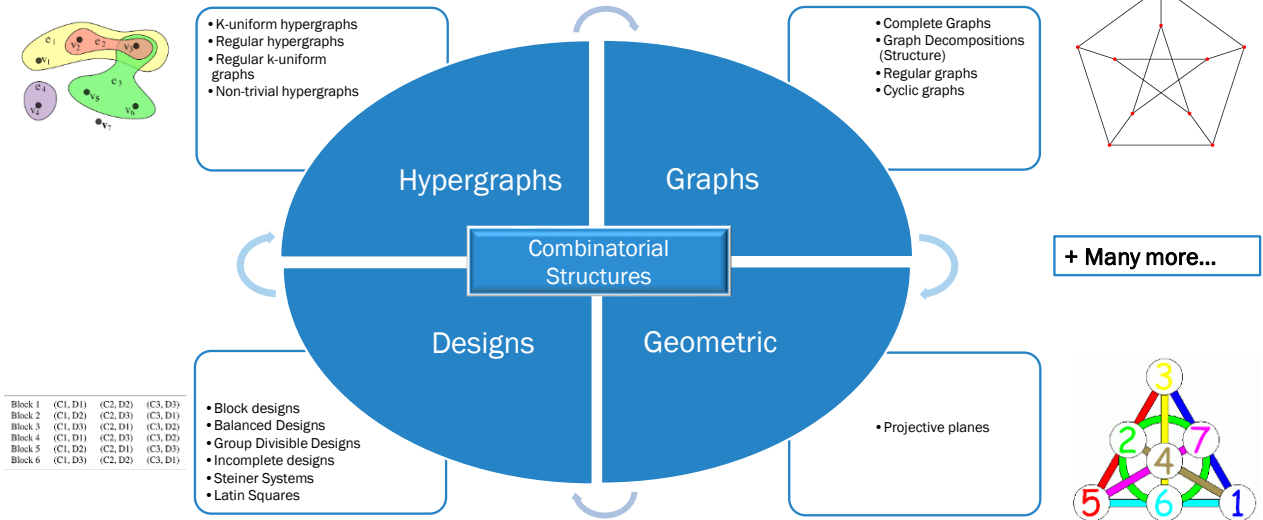 e1
v2
e2
v3
v1
e3
e4
v4
v5
v6
v7
• K-uniform hypergraphs
• Regular hypergraphs
• Regular k-uniform
graphs
• Non-trivial hypergraphs
• Complete Graphs
• Graph Decompositions
(Structure)
• Regular graphs
• Cyclic graphs
Hypergraphs
Graphs
Combinatorial
Structures
+ Many more...
Designs
Geometric
Block 1 (C1, D1) (C2, D2) (C3, D3)
Block 2 (C1, D2) (C2, D3) (C3, D1)
Block 3 (C1, D3) (C2, D1) (C3, D2)
Block 4 (C1, D1) (C2, D3) (C3, D2)
Block 5 (C1, D2) (C2, D1) (C3, D3)
Block 6 (C1, D3) (C2, D2) (C3, D1)
• Block designs
• Balanced Designs
• Group Divisible Designs
• Incomplete designs
• Steiner Systems
• Latin Squares
• Projective planes
3
2 7
4
5 6 1